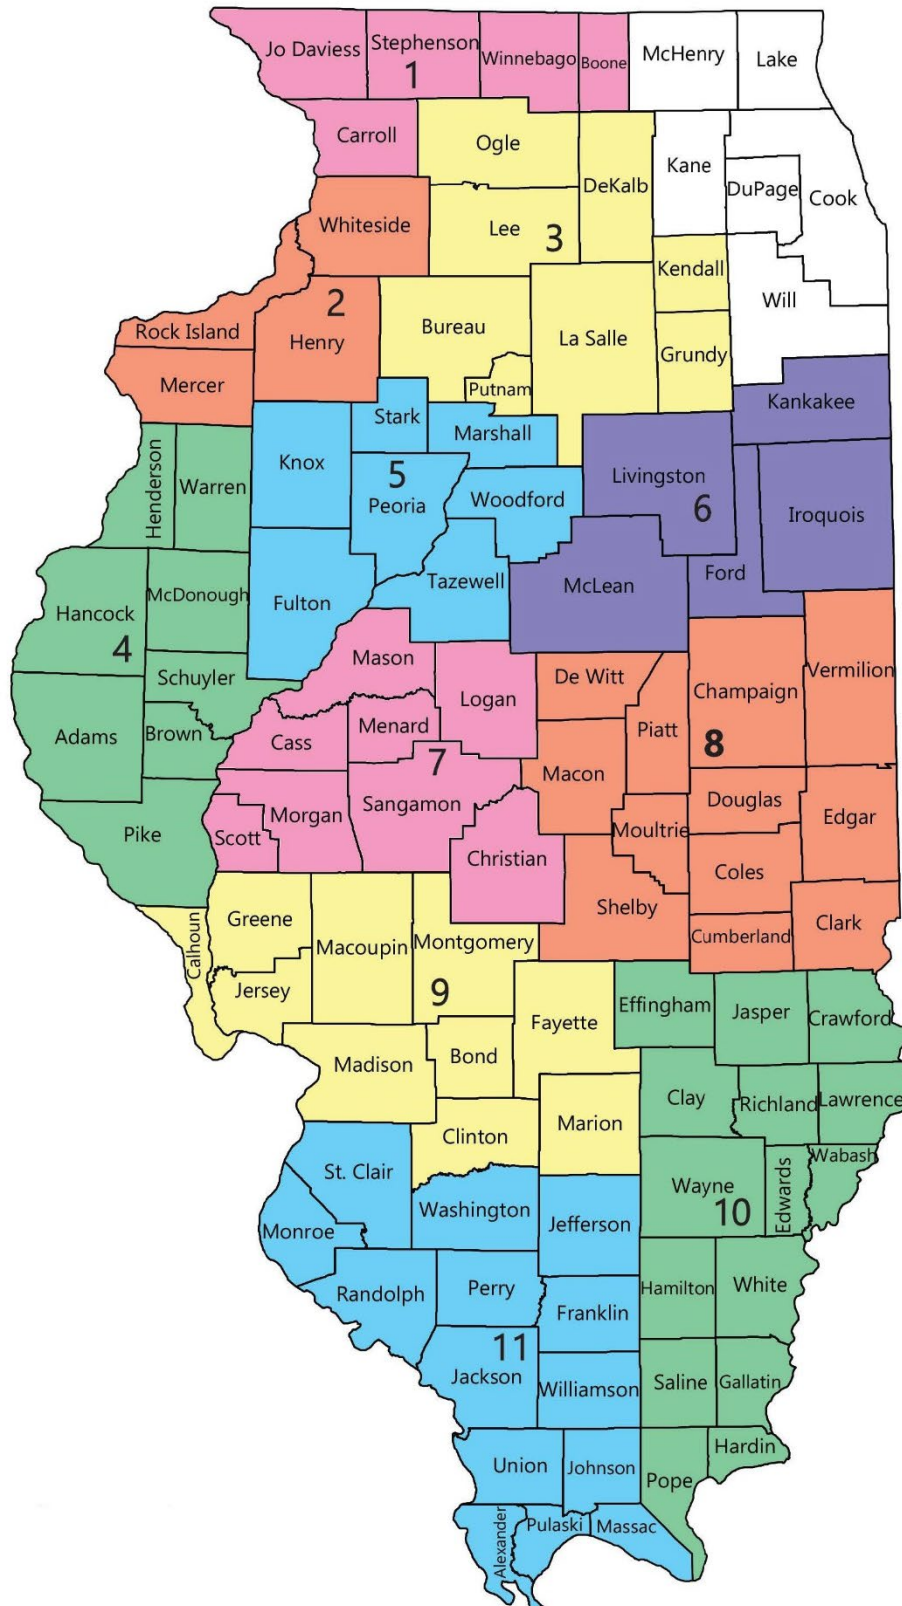 Jo Daviess
Stephenson
1
Winnebago
Boone
McHenry
Lake
Carroll
Ogle
DeKalb
Kane
DuPage
Cook
Whiteside
Lee
3
Kendall
Will
2
Rock Island
Henry
Bureau
La Salle
Grundy
Mercer
Putnam
Kankakee
Stark
Marshall
Henderson
Warren
Knox
5
Peoria
Woodford
Livingston
6
Iroquois
Hancock
4
McDonough
Fulton
Tazewell
McLean
Ford
Mason
Schuyler
Logan
De Witt
Champaign
Vermilion
Adams
Brown
Cass
Menard
7
Piatt
8
Pike
Scott
Morgan
Sangamon
Macon
Douglas
Edgar
Christian
Moultrie
Coles
Shelby
Cumberland
Clark
Calhoun
Greene
Macoupin
Montgomery
9
Jersey
Effingham
Jasper
Crawford
Fayette
Madison
Bond
Clay
Richland
Lawrence
Clinton
Marion
Wabash
St. Clair
Wayne
10
Edwards
Washington
Jefferson
Monroe
Randolph
Perry
Hamilton
White
Franklin
11
Jackson
Williamson
Saline
Gallatin
Union
Johnson
Pope
Hardin
Alexander
Pulaski
Massac